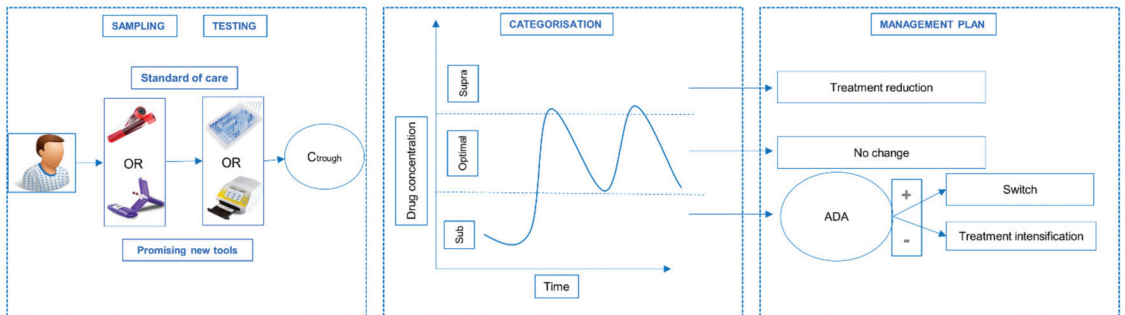 SAMPLING
TESTING
Standard of care
OR
OR
Ctrough
Promising new tools
CATEGORISATION
Drug concentration
Supra
Optimal
Sub
Time
MANAGEMENT PLAN
Treatment reduction
No change
ADA
+
-
Switch
Treatment intensification